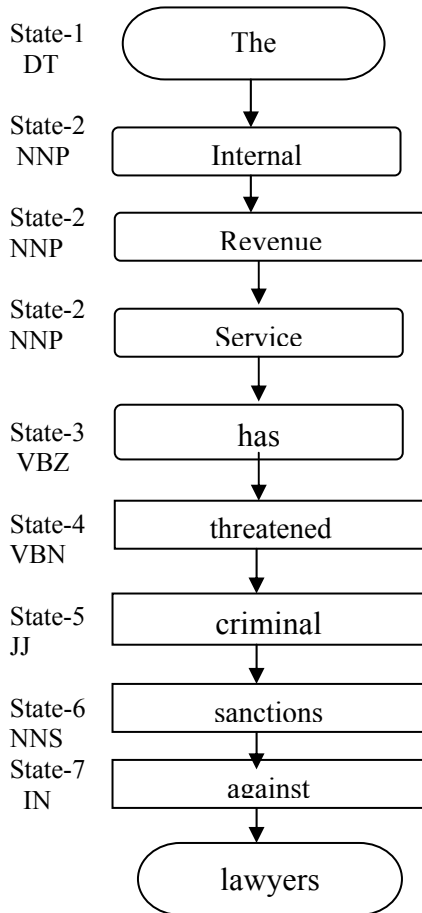 State-1
DT
The
State-2
NNP
Internal
State-2
NNP
Revenue
State-2
NNP
Service
State-3
VBZ
has
State-4
VBN
threatened
State-5
JJ
criminal
State-6
NNS
sanctions
State-7
IN
against
lawyers